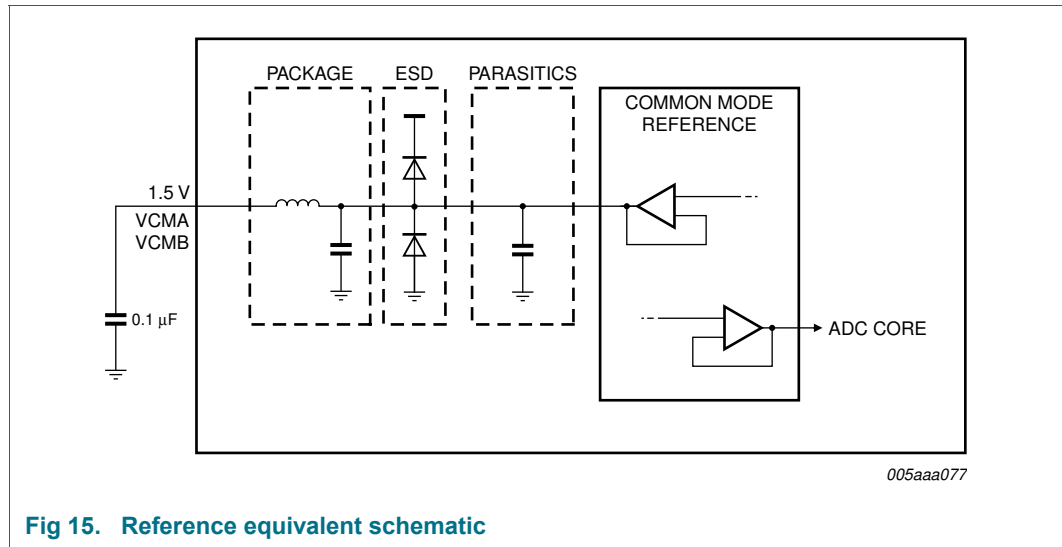 PACKAGE ESD PARASITICS
COMMON MODE
REFERENCE
1.5 V
VCMA
VCMB
0.1 μF
ADC CORE
005aaa077
Fig 15. Reference equivalent schematic